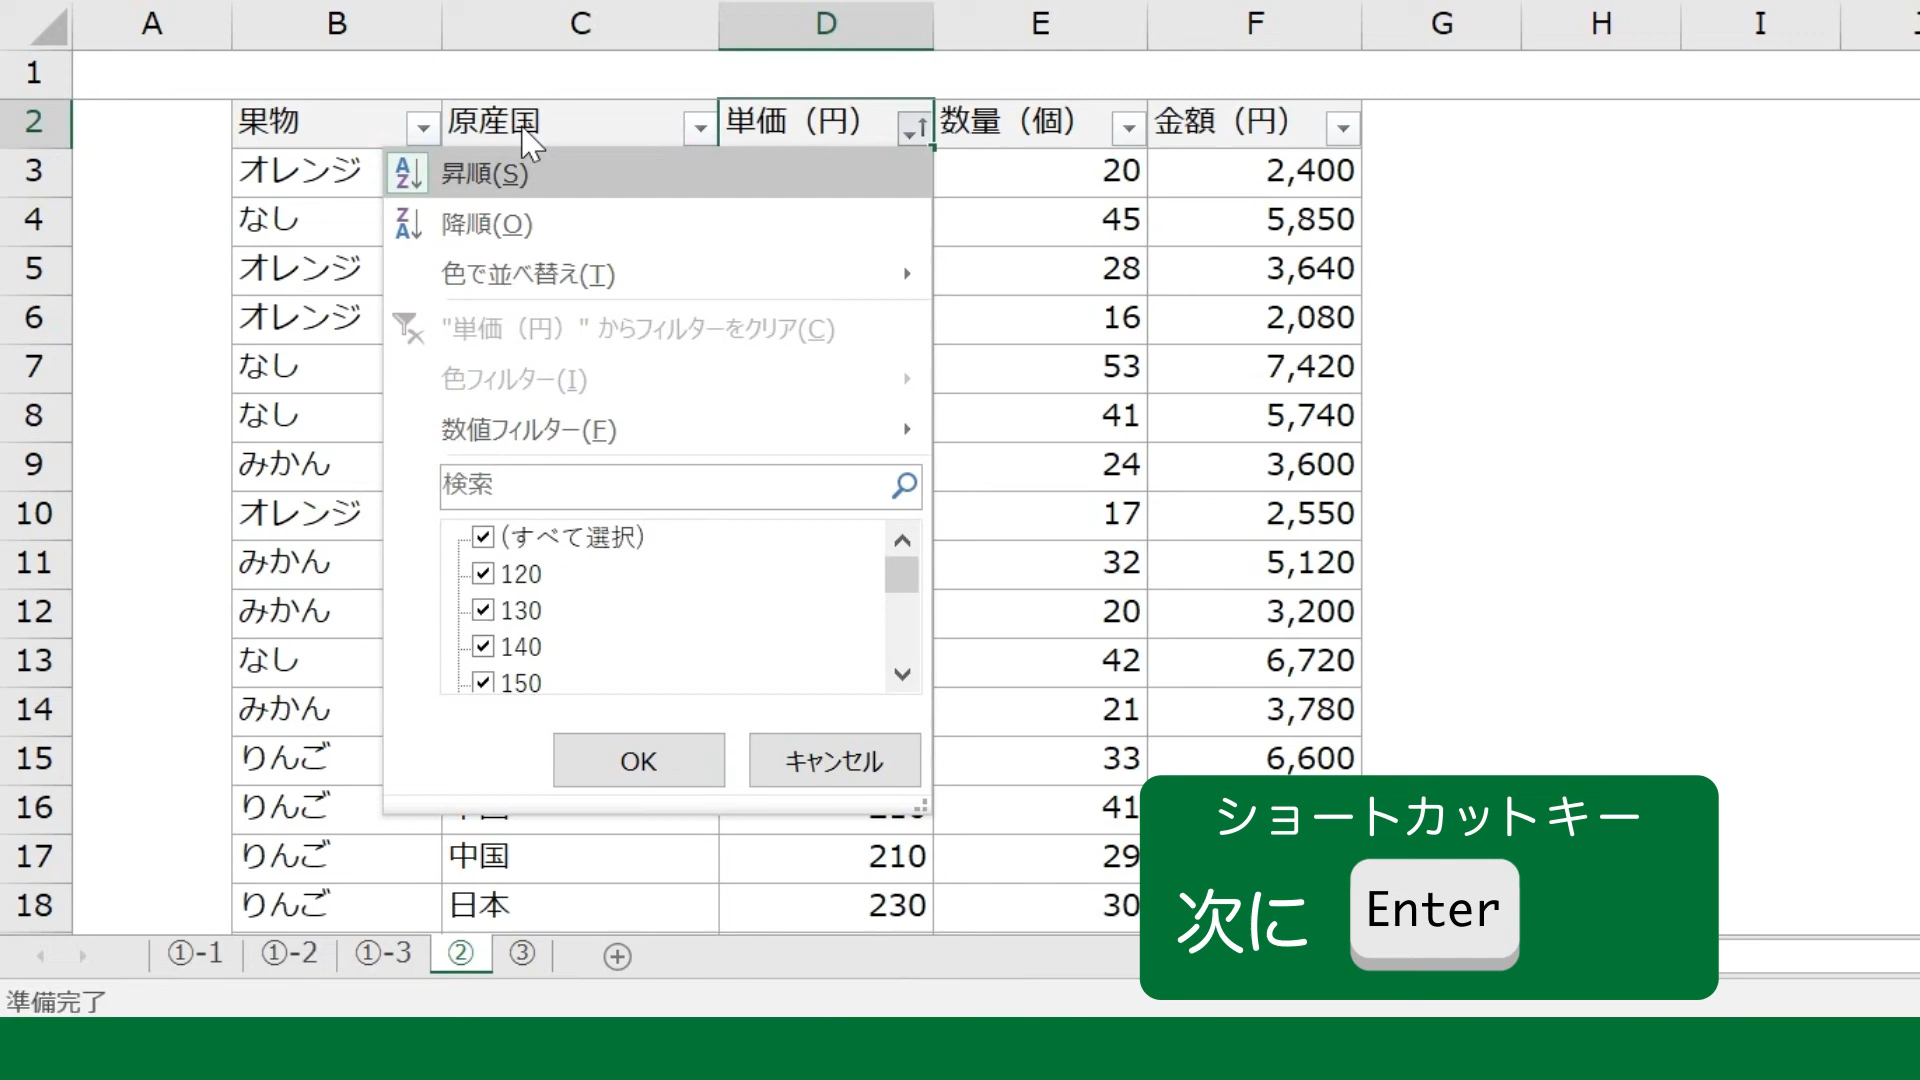 A B C D E F G H I
1
2 果物 原産国 単価（円） 数量（個） 金額（円）
3 オレンジ 20 2,400
4 なし 45 5,850
5 オレンジ 28 3,640
6 オレンジ 16 2,080
7 なし 53 7,420
8 なし 41 5,740
9 みかん 24 3,600
10 オレンジ 17 2,550
11 みかん 32 5,120
12 みかん 20 3,200
13 なし 42 6,720
14 みかん 21 3,780
15 りんご 33 6,600
16 りんご 41
17 りんご 中国 210 29
18 りんご 日本 230 30
昇順(S)
降順(O)
色で並べ替え(T)
"単価（円）" からフィルターをクリア(C)
色フィルター(I)
数値フィルター(F)
検索
(すべて選択)
120
130
140
150
OK キャンセル
ショートカットキー
次に Enter
①-1 ①-2 ①-3 ② ③
準備完了